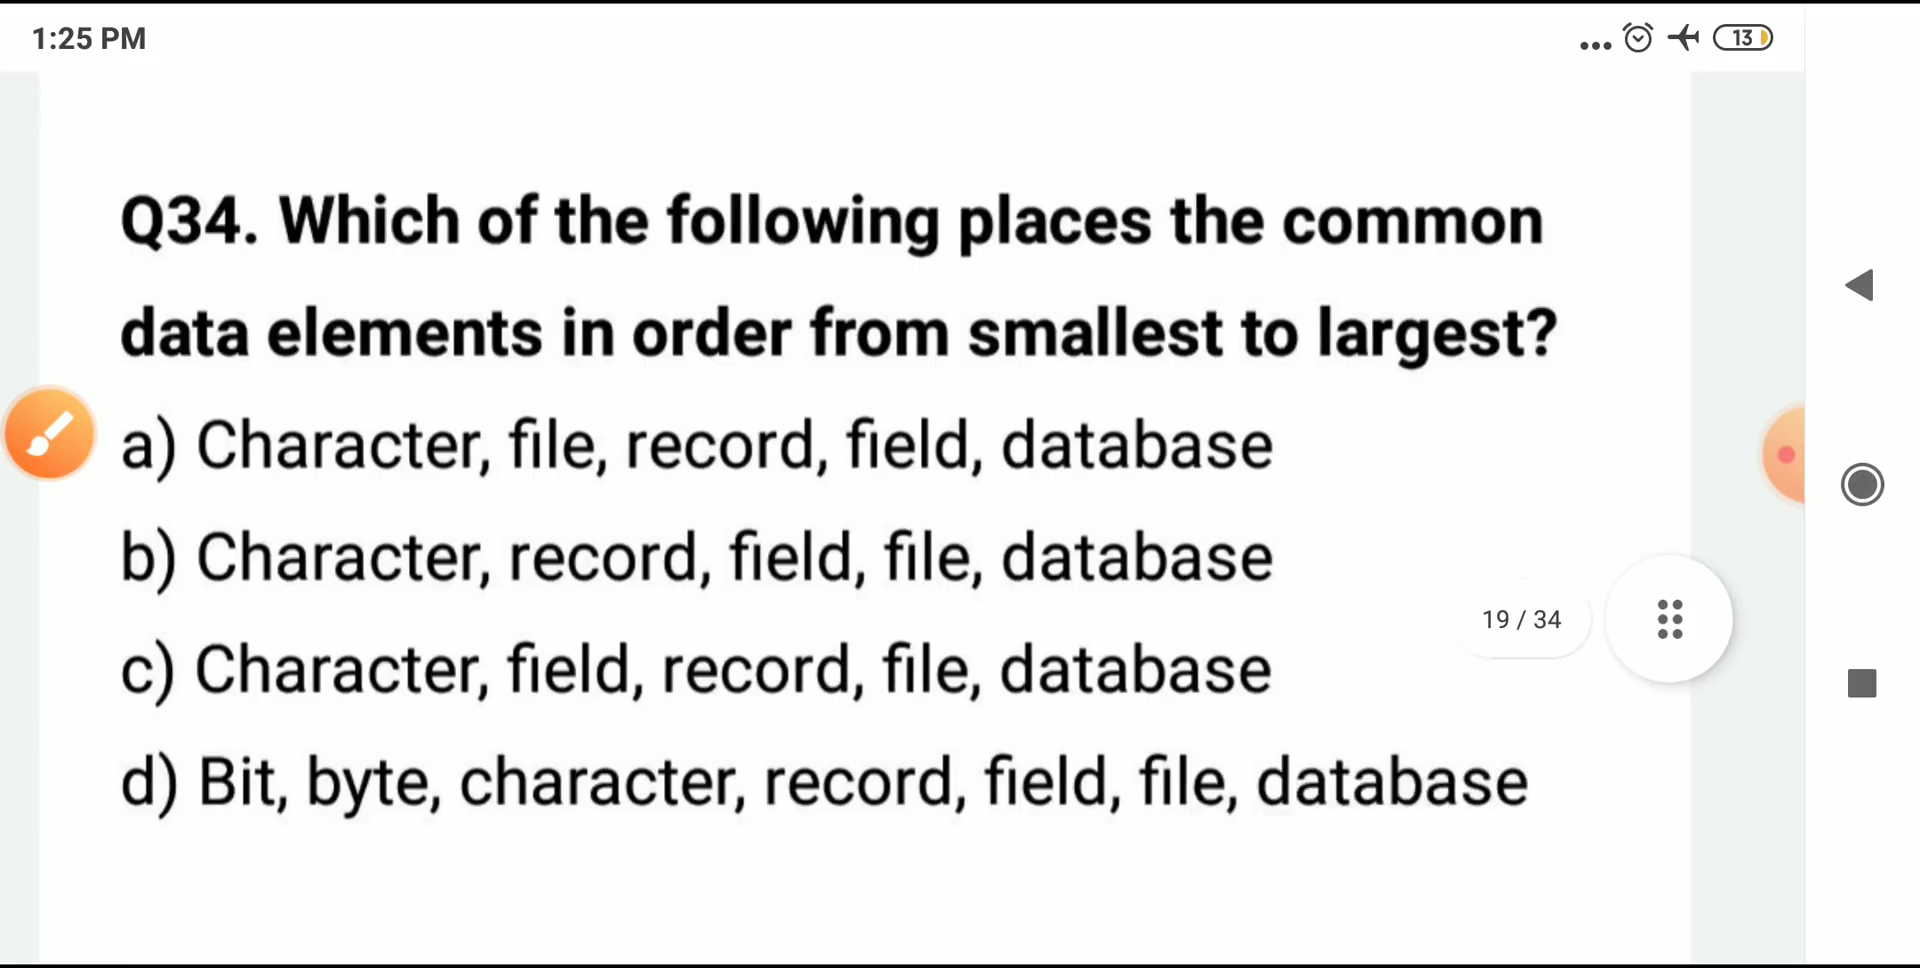 1:25 PM
13
Q34. Which of the following places the common
data elements in order from smallest to largest?
a) Character, file, record, field, database
b) Character, record, field, file, database
19 / 34
c) Character, field, record, file, database
d) Bit, byte, character, record, field, file, database